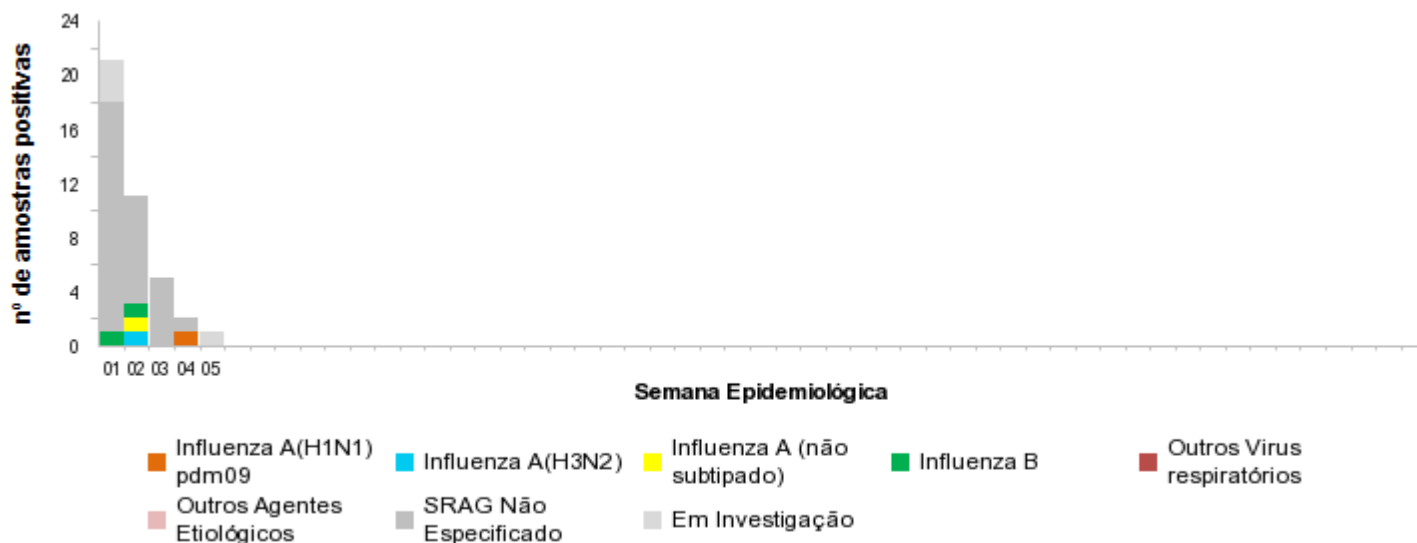 24
20
16
12
8
4
0
nº de amostras positivas
01 02 03 04 05
Semana Epidemiológica
Influenza A(H1N1)
pdm09
Influenza A(H3N2)
Influenza A (não
subtipado)
Influenza B
Outros Virus
respiratórios
Outros Agentes
Etiológicos
SRAG Não
Especificado
Em Investigação